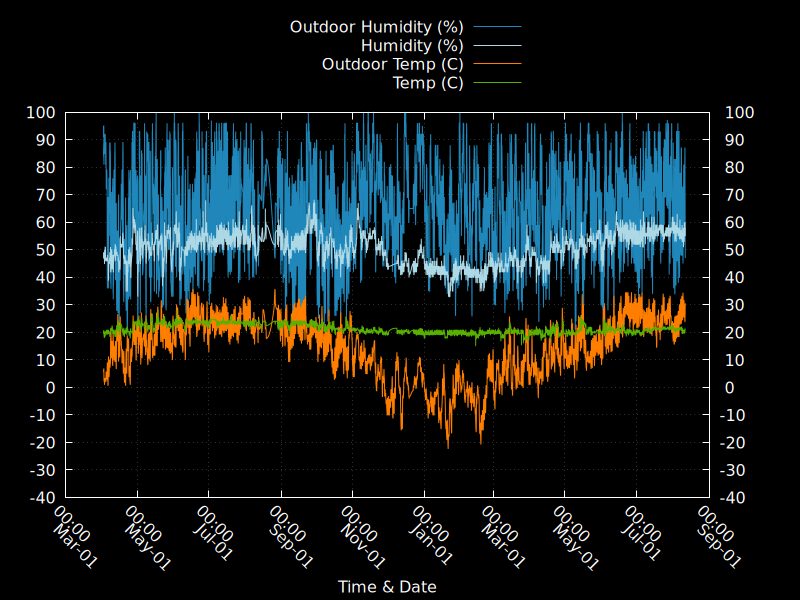 Outdoor Humidity (%)
Humidity (%)
Outdoor Temp (C)
Temp (C)
100 100
90 90
80 80
70 70
60 60
50 50
40 40
30 30
20 20
10 10
0 0
-10 -10
-20 -20
-30 -30
-40 -40
00:00 00:00 00:00 00:00 00:00 00:00 00:00 00:00 00:00 00:00
Mar-01 May-01 Jul-01 Sep-01 Nov-01 Jan-01 Mar-01 May-01 Jul-01 Sep-01
Time & Date